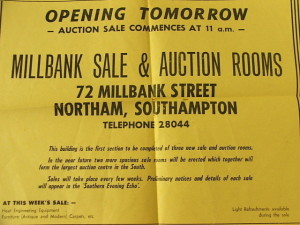 OPENING TOMORROW
— AUCTION SALE COMMENCES AT 11 a.m. —
MILLBANK SALE & AUCTION ROOMS
72 MILLBANK STREET
NORTHAM, SOUTHAMPTON
TELEPHONE 28044
This building is the first section to be completed of three new sale and auction rooms.
In the near future two more spacious sale rooms will be erected which together will
form the largest auction centre in the South.
Sales will take place every few weeks. Preliminary notices and details of each sale
will appear in the 'Southern Evening Echo'.
AT THIS WEEK'S SALE:—
Heat Engineering Equipment
Furniture (Antique and Modern) Carpets, etc.
Light Refreshments available
during the sale